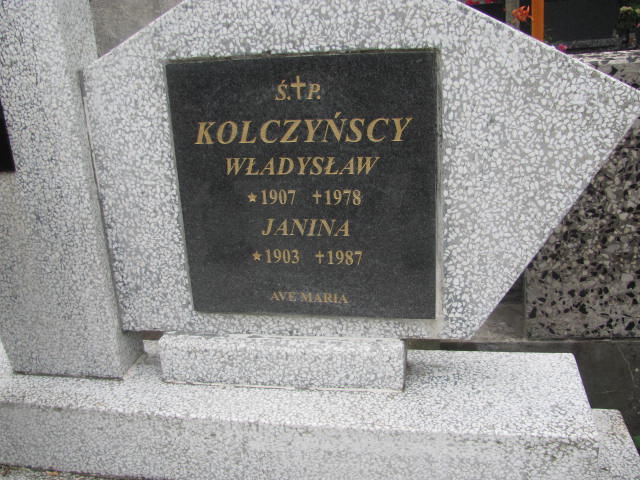 Ś.✝P.
KOLCZYŃSCY
WŁADYSŁAW
★1907 ✝1978
JANINA
★1903 ✝1987
AVE MARIA